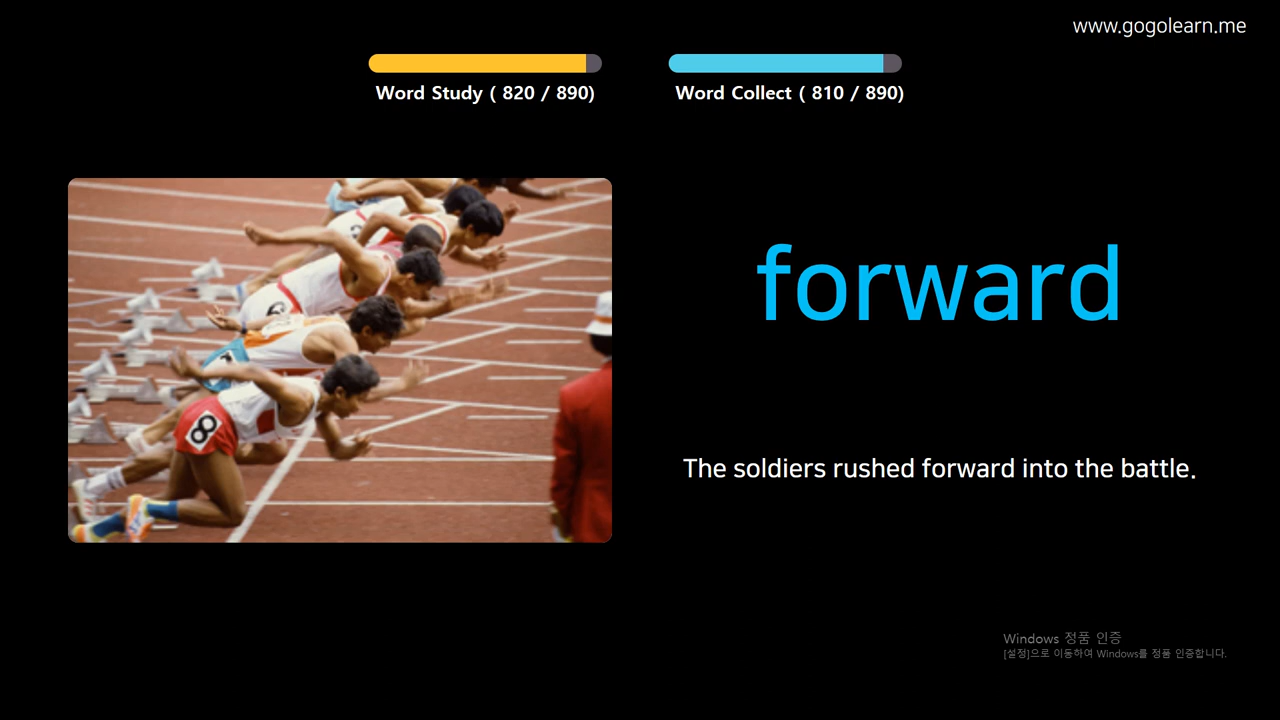 www.gogolearn.me
Word Study ( 820 / 890)
Word Collect ( 810 / 890)
forward
8
The soldiers rushed forward into the battle.
Windows 정품 인증
[설정]으로 이동하여 Windows를 정품 인증합니다.